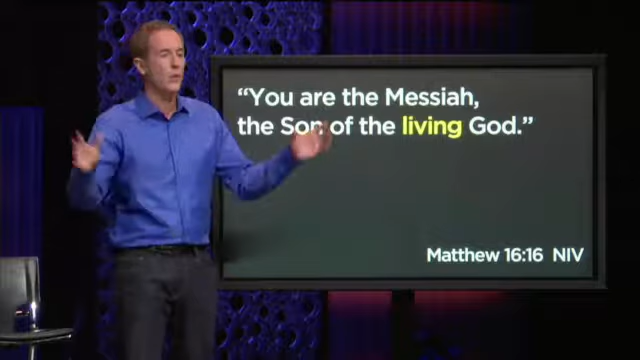 “You are the Messiah,
the Son of the living God.”
Matthew 16:16 NIV